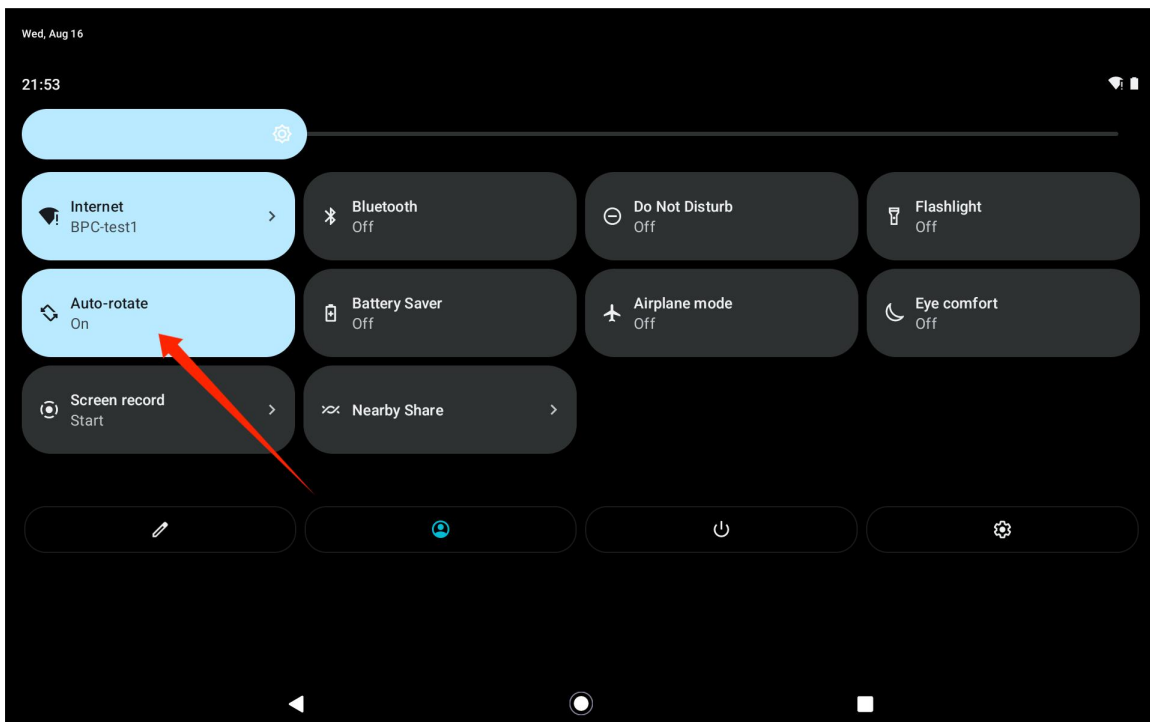 Wed, Aug 16
21:53
Internet
BPC-test1
Bluetooth
Off
Do Not Disturb
Off
Flashlight
Off
Auto-rotate
On
Battery Saver
Off
Airplane mode
Off
Eye comfort
Off
Screen record
Start
Nearby Share